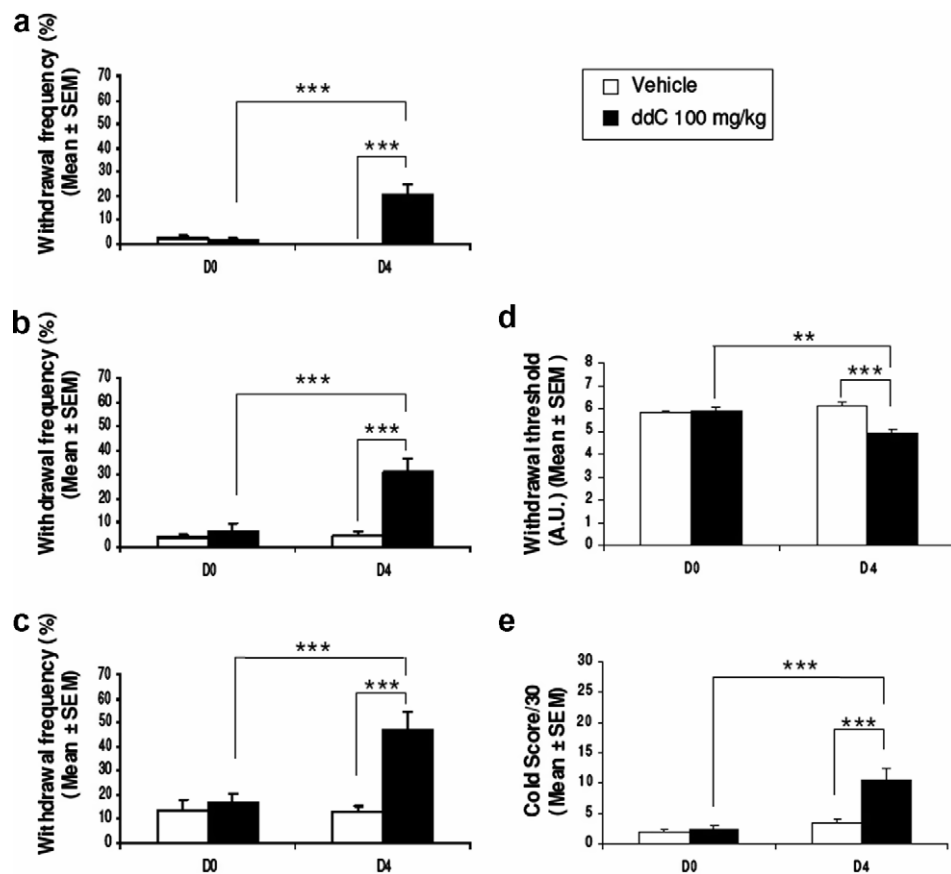 a
Withdrawal frequency (%)
(Mean ± SEM)
70
60
50
40
30
20
10
0
***
***
D0
D4
Vehicle
ddC 100 mg/kg
b
Withdrawal frequency (%)
(Mean ± SEM)
70
60
50
40
30
20
10
0
***
***
D0
D4
c
Withdrawal frequency (%)
(Mean ± SEM)
70
60
50
40
30
20
10
0
***
***
D0
D4
d
Withdrawal threshold
(A.U.) (Mean ± SEM )
8
7
6
5
4
3
2
1
0
**
***
D0
D4
e
Cold Score/30
(Mean ± SEM)
30
25
20
15
10
5
0
***
***
D0
D4